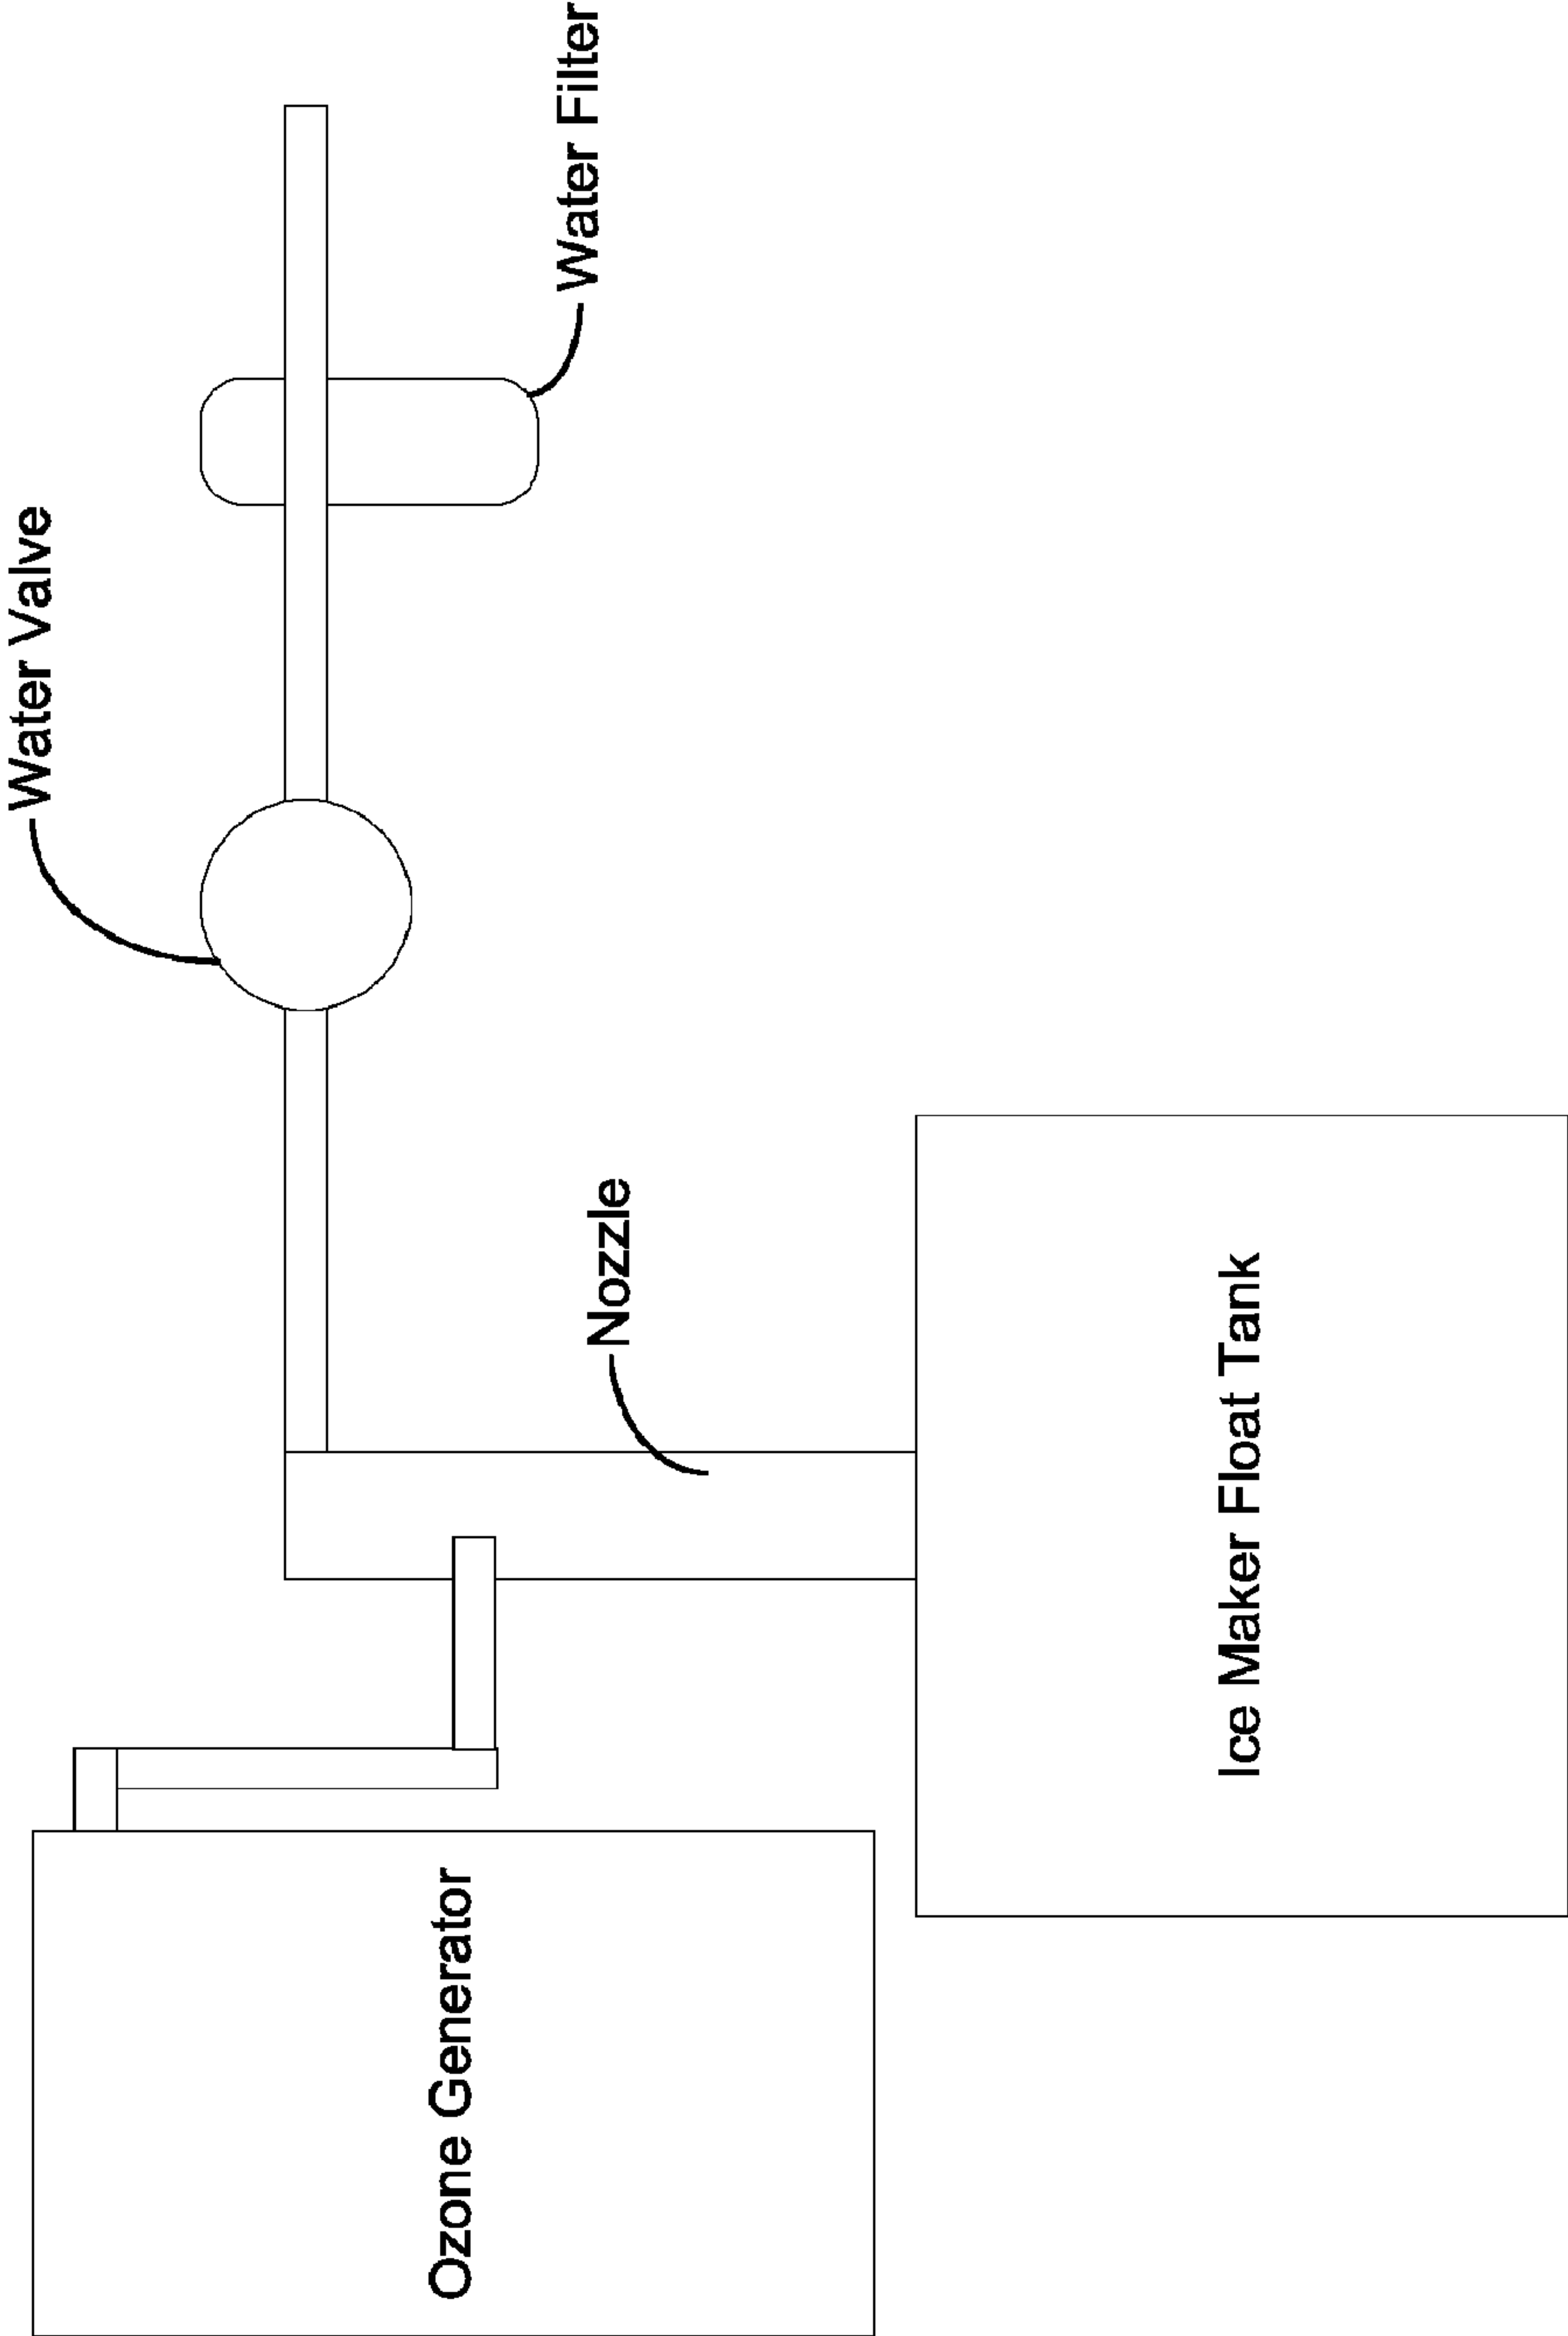 Water Valve
Water Filter
Nozzle
Ozone Generator
Ice Maker Float Tank